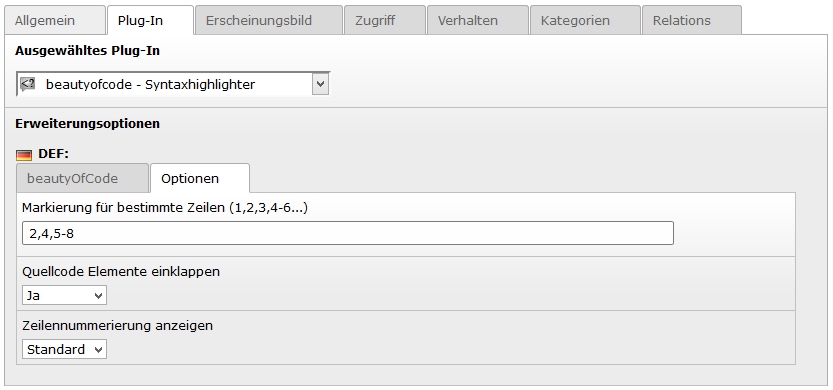 Allgemein Plug-In Erscheinungsbild Zugriff Verhalten Kategorien Relations
Ausgewähltes Plug-In
<? beautyofcode - Syntaxhighlighter
Erweiterungsoptionen
DEF:
beautyOfCode Optionen
Markierung für bestimmte Zeilen (1,2,3,4-6...)
2,4,5-8
Quellcode Elemente einklappen
Ja
Zeilennummerierung anzeigen
Standard